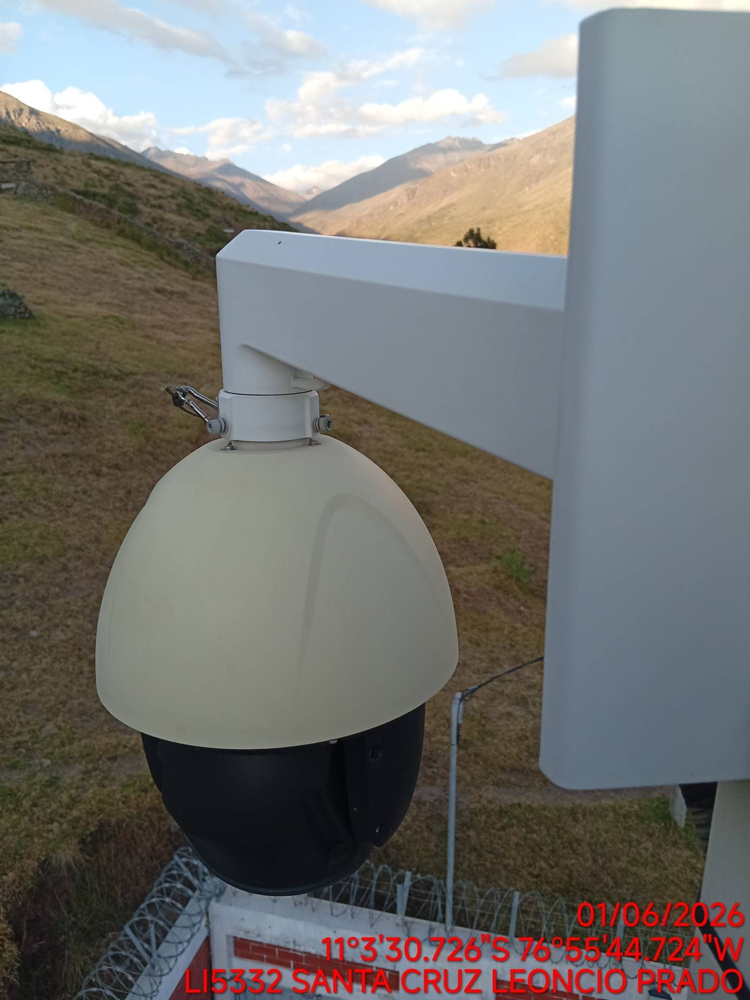 01/06/2026
11°3'30.726"S 76°55'44.724"W
LI5332 SANTA CRUZ LEONCIO PRADO